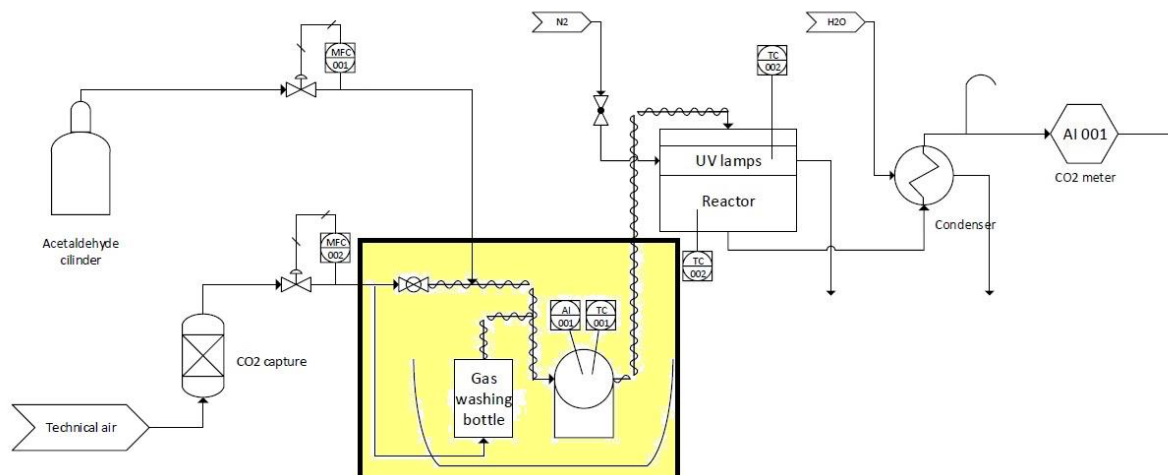 N2
H2O
MFC
001
TC
002
UV lamps
AI 001
CO2 meter
Reactor
Condenser
Acetaldehyde
cilinder
MFC
002
TC
002
AI
001
TC
001
CO2 capture
Gas
washing
bottle
Technical air